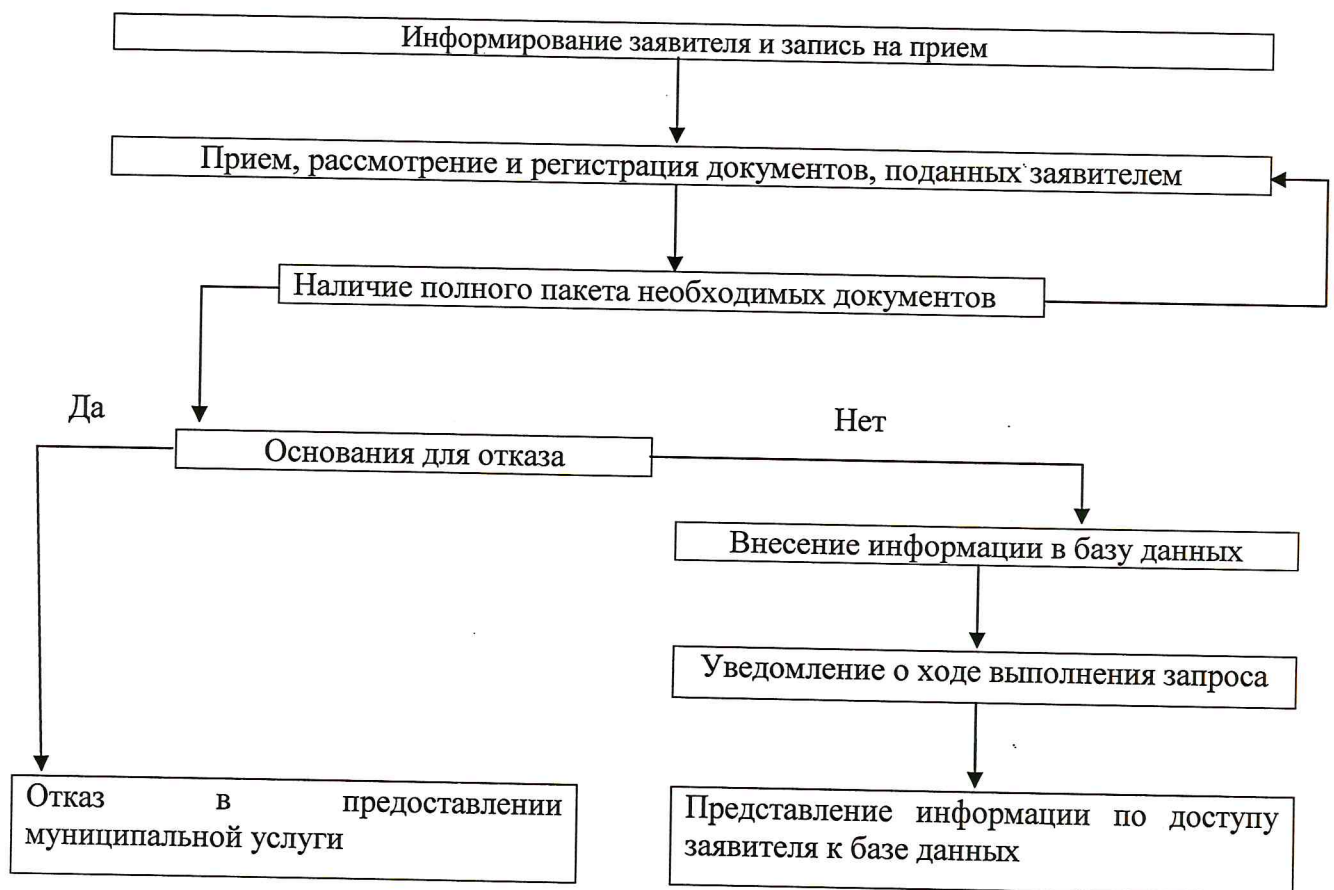 Информирование заявителя и запись на прием
Прием, рассмотрение и регистрация документов, поданных заявителем
Наличие полного пакета необходимых документов
Да
Нет
Основания для отказа
Внесение информации в базу данных
Уведомление о ходе выполнения запроса
Отказ в предоставлении
муниципальной услуги
Представление информации по доступу
заявителя к базе данных